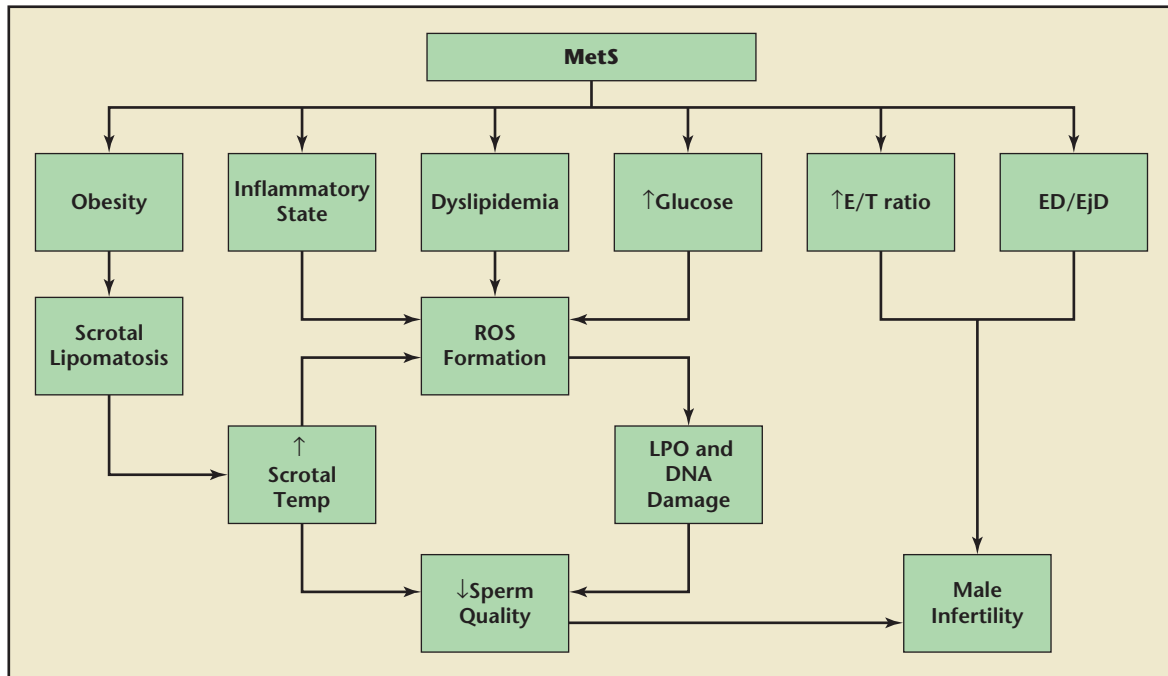 MetS
Obesity
Inflammatory
State
Dyslipidemia
↑Glucose
↑E/T ratio
ED/EjD
Scrotal
Lipomatosis
ROS
Formation
↑
Scrotal
Temp
LPO and
DNA
Damage
↓Sperm
Quality
Male
Infertility